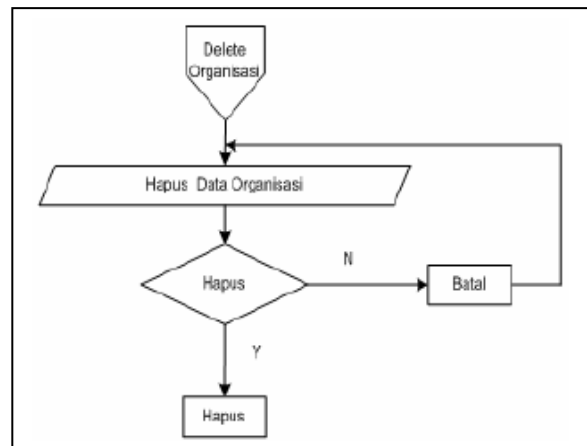 Delete
Organisasi
Hapus Data Organisasi
Hapus
N
Batal
Y
Hapus